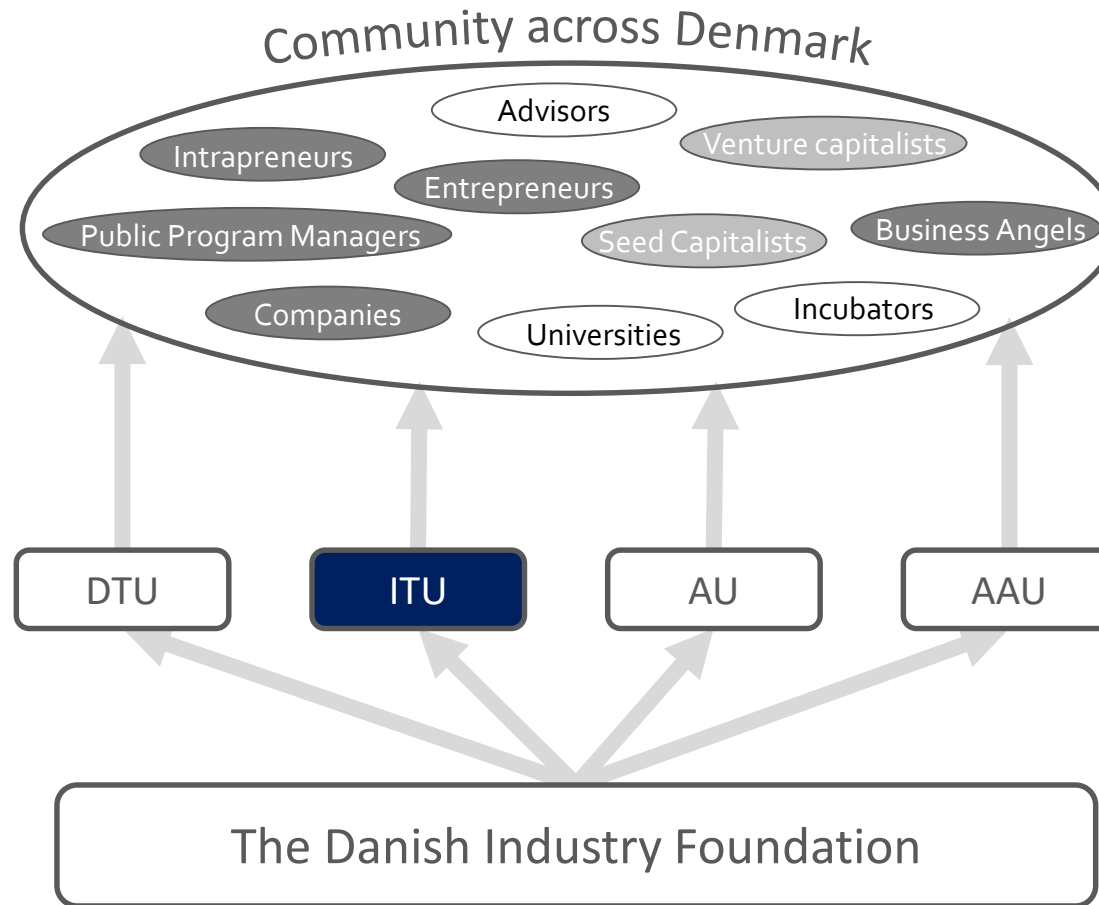 Community across Denmark
Advisors
Venture capitalists
Intrapreneurs
Entrepreneurs
Public Program Managers
Seed Capitalists
Business Angels
Companies
Incubators
Universities
DTU
ITU
AU
AAU
The Danish Industry Foundation